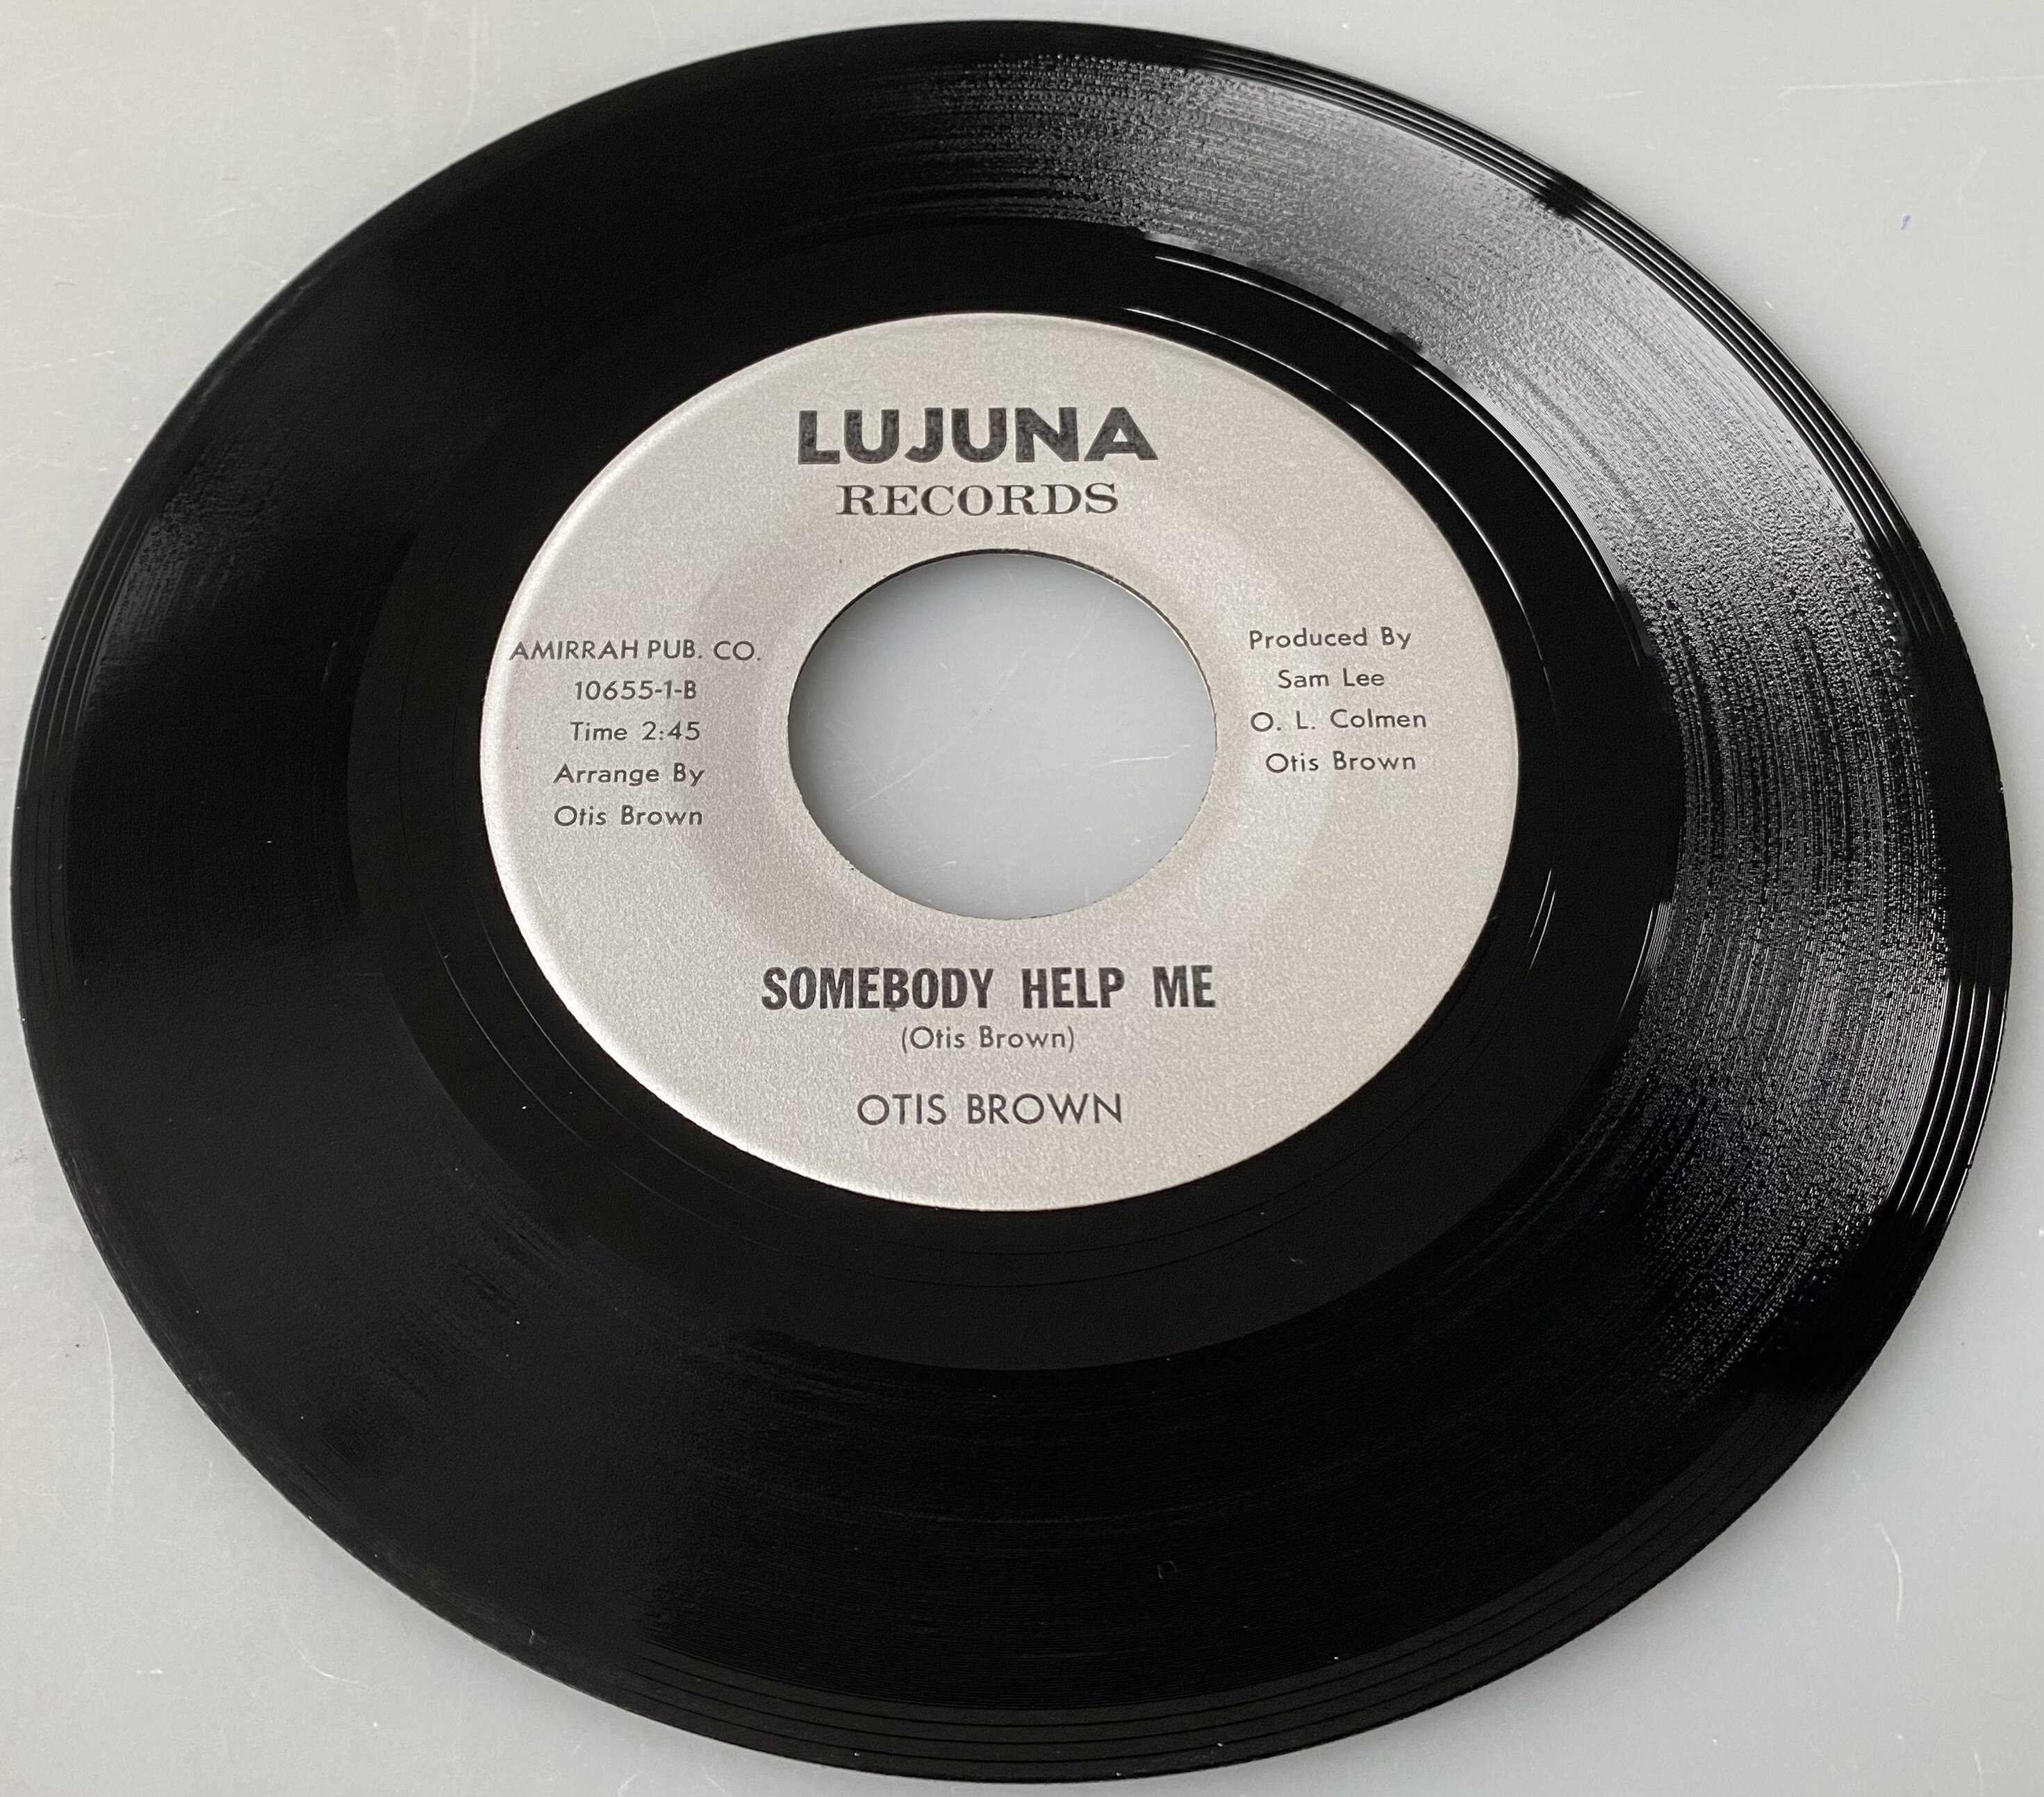 LUJUNA
RECORDS
AMIRRAH PUB. CO.
10655-1-B
Time 2:45
Arrange By
Otis Brown
Produced By
Sam Lee
O. L. Colmen
Otis Brown
SOMEBODY HELP ME
(Otis Brown)
OTIS BROWN